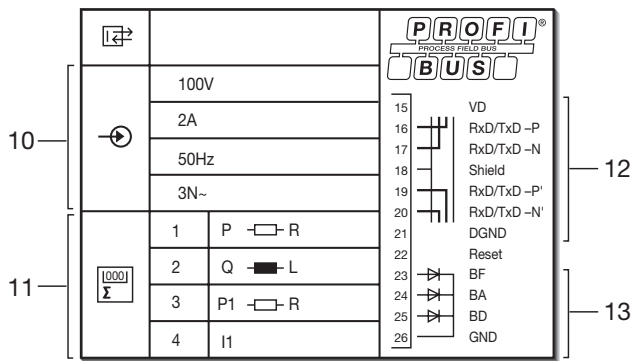 PROFI®
PROCESS FIELD BUS
BUS
10
100V
2A
50Hz
3N~
11
000
Σ
1 P R
2 Q L
3 P1 R
4 I1
15 VD
16 RxD/TxD –P
17 RxD/TxD –N
18 Shield
19 RxD/TxD –P'
20 RxD/TxD –N'
21 DGND
22 Reset
23 BF
24 BA
25 BD
26 GND
12
13